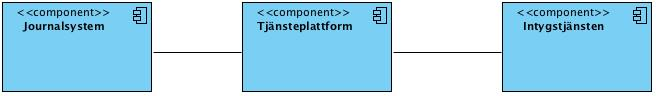 <<component>>
Journalsystem
<<component>>
Tjänsteplattform
<<component>>
Intygstjänsten